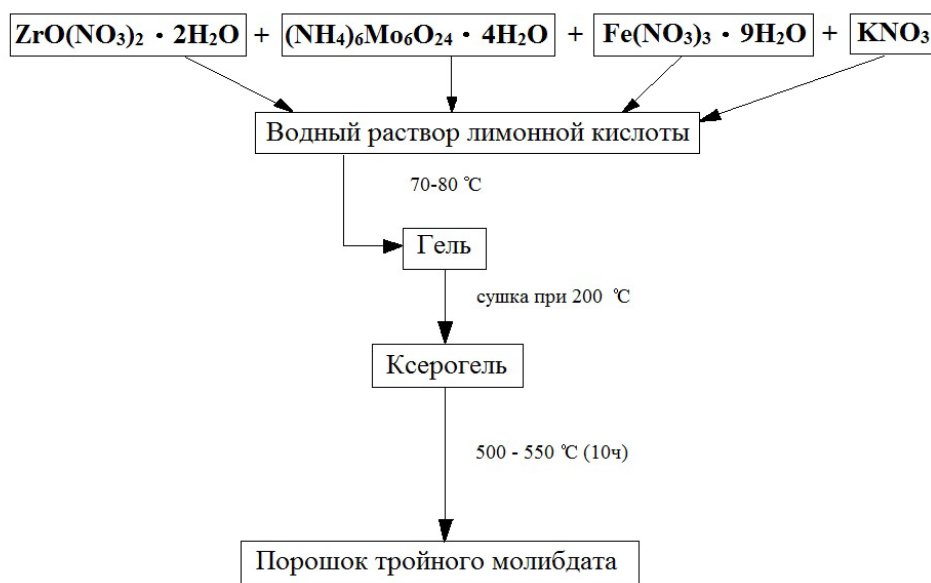 ZrO(NO₃)₂ · 2H₂O + (NH₄)₆Mo₆O₂₄ · 4H₂O + Fe(NO₃)₃ · 9H₂O + KNO₃
Водный раствор лимонной кислоты
70-80 ℃
Гель
сушка при 200 ℃
Ксерогель
500 - 550 ℃ (10ч)
Порошок тройного молибдата